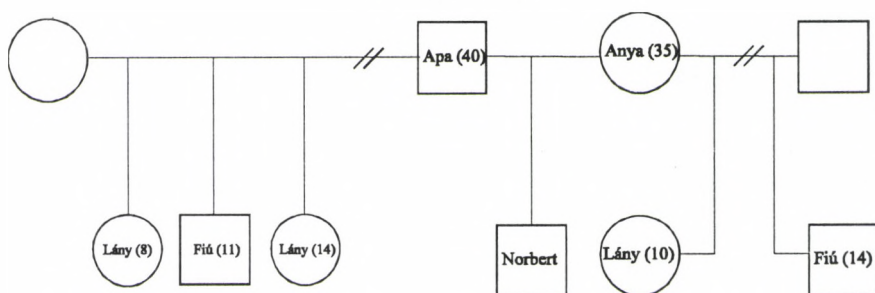 Apa (40)
Anya (35)
Lány (8)
Fiú (11)
Lány (14)
Norbert
Lány (10)
Fiú (14)